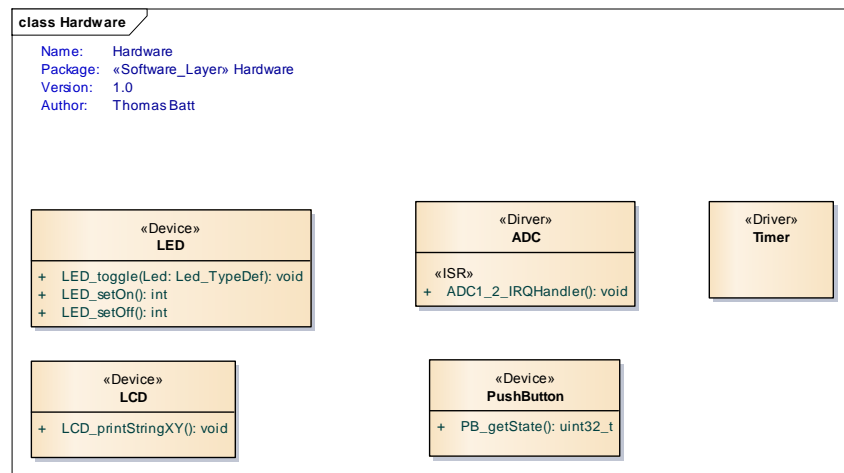 class Hardware
Name: Hardware
Package: «Software_Layer» Hardware
Version: 1.0
Author: Thomas Batt
«Device»
LED
+ LED_toggle(Led: Led_TypeDef): void
+ LED_setOn(): int
+ LED_setOff(): int
«Dirver»
ADC
«ISR»
+ ADC1_2_IRQHandler(): void
«Driver»
Timer
«Device»
LCD
+ LCD_printStringXY(): void
«Device»
PushButton
+ PB_getState(): uint32_t